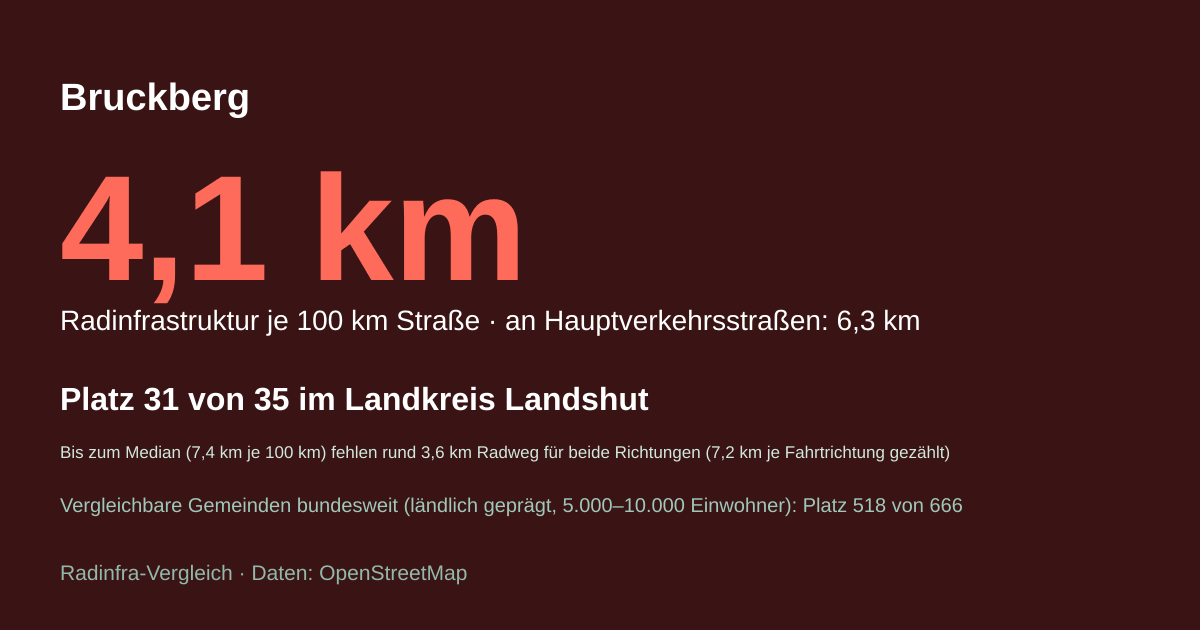 Bruckberg
4,1 km
Radinfrastruktur je 100 km Straße · an Hauptverkehrsstraßen: 6,3 km
Platz 31 von 35 im Landkreis Landshut
Bis zum Median (7,4 km je 100 km) fehlen rund 3,6 km Radweg für beide Richtungen (7,2 km je Fahrtrichtung gezählt)
Vergleichbare Gemeinden bundesweit (ländlich geprägt, 5.000–10.000 Einwohner): Platz 518 von 666
Radinfra-Vergleich · Daten: OpenStreetMap